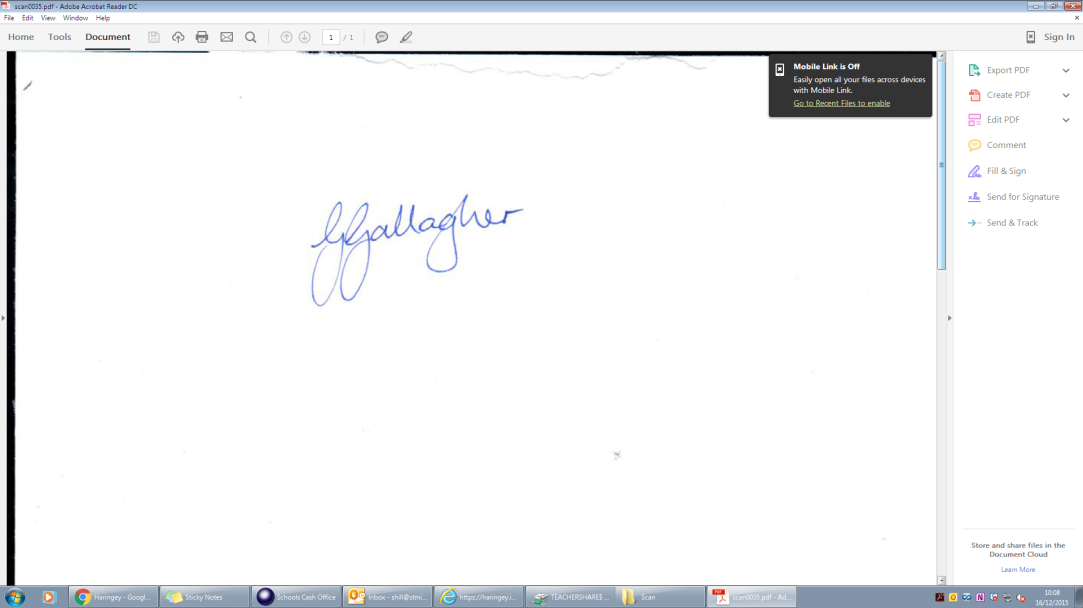 scan0035.pdf - Adobe Acrobat Reader DC
File Edit View Window Help
Home Tools Document 1 / 1 Sign In
Mobile Link is Off
Easily open all your files across devices
with Mobile Link.
Go to Recent Files to enable
Export PDF
Create PDF
Edit PDF
Comment
Fill & Sign
Send for Signature
Send & Track
GGallagher
Store and share files in the
Document Cloud
Learn More
Haringey - Googl... Sticky Notes Schools Cash Office Inbox - shill@stmi... https://haringey.i... TEACHERSHARE$ ... Scan scan0035.pdf - Ad... 10:08
16/12/2015